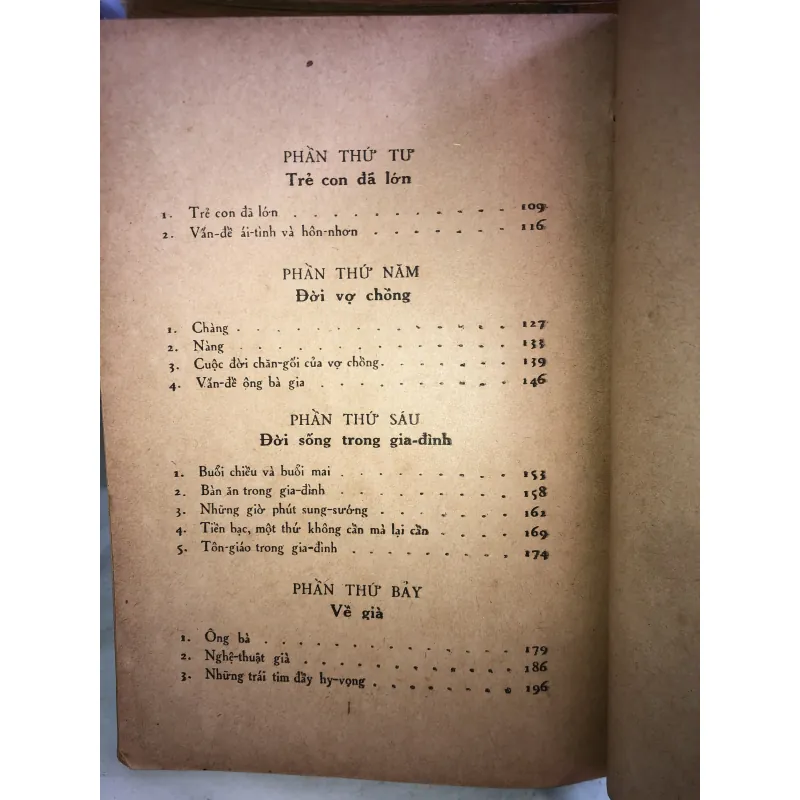 PHẦN THỨ TƯ
Trẻ con đã lớn
1. Trẻ con đã lớn . . . . . . . . . . . 109
2. Vấn-đề ái-tình và hôn-nhơn . . . . . . . 116
PHẦN THỨ NĂM
Đời vợ chồng
1. Chàng . . . . . . . . . . . . . 127
2. Nàng . . . . . . . . . . . . . 133
3. Cuộc đời chăn-gối của vợ chồng . . . . . . 139
4. Vấn-đề ông bà gia . . . . . . . . . 146
PHẦN THỨ SÁU
Đời sống trong gia-đình
1. Buổi chiều và buổi mai . . . . . . . . 153
2. Bàn ăn trong gia-đình . . . . . . . . 158
3. Những giờ phút sung-sướng . . . . . . 162
4. Tiền bạc, một thứ không cần mà lại cần . . . . 169
5. Tôn-giáo trong gia-đình . . . . . . . . 174
PHẦN THỨ BẢY
Về già
1. Ông bà . . . . . . . . . . . . 179
2. Nghệ-thuật già . . . . . . . . . . 186
3. Những trái tim đầy hy-vọng . . . . . . . 196